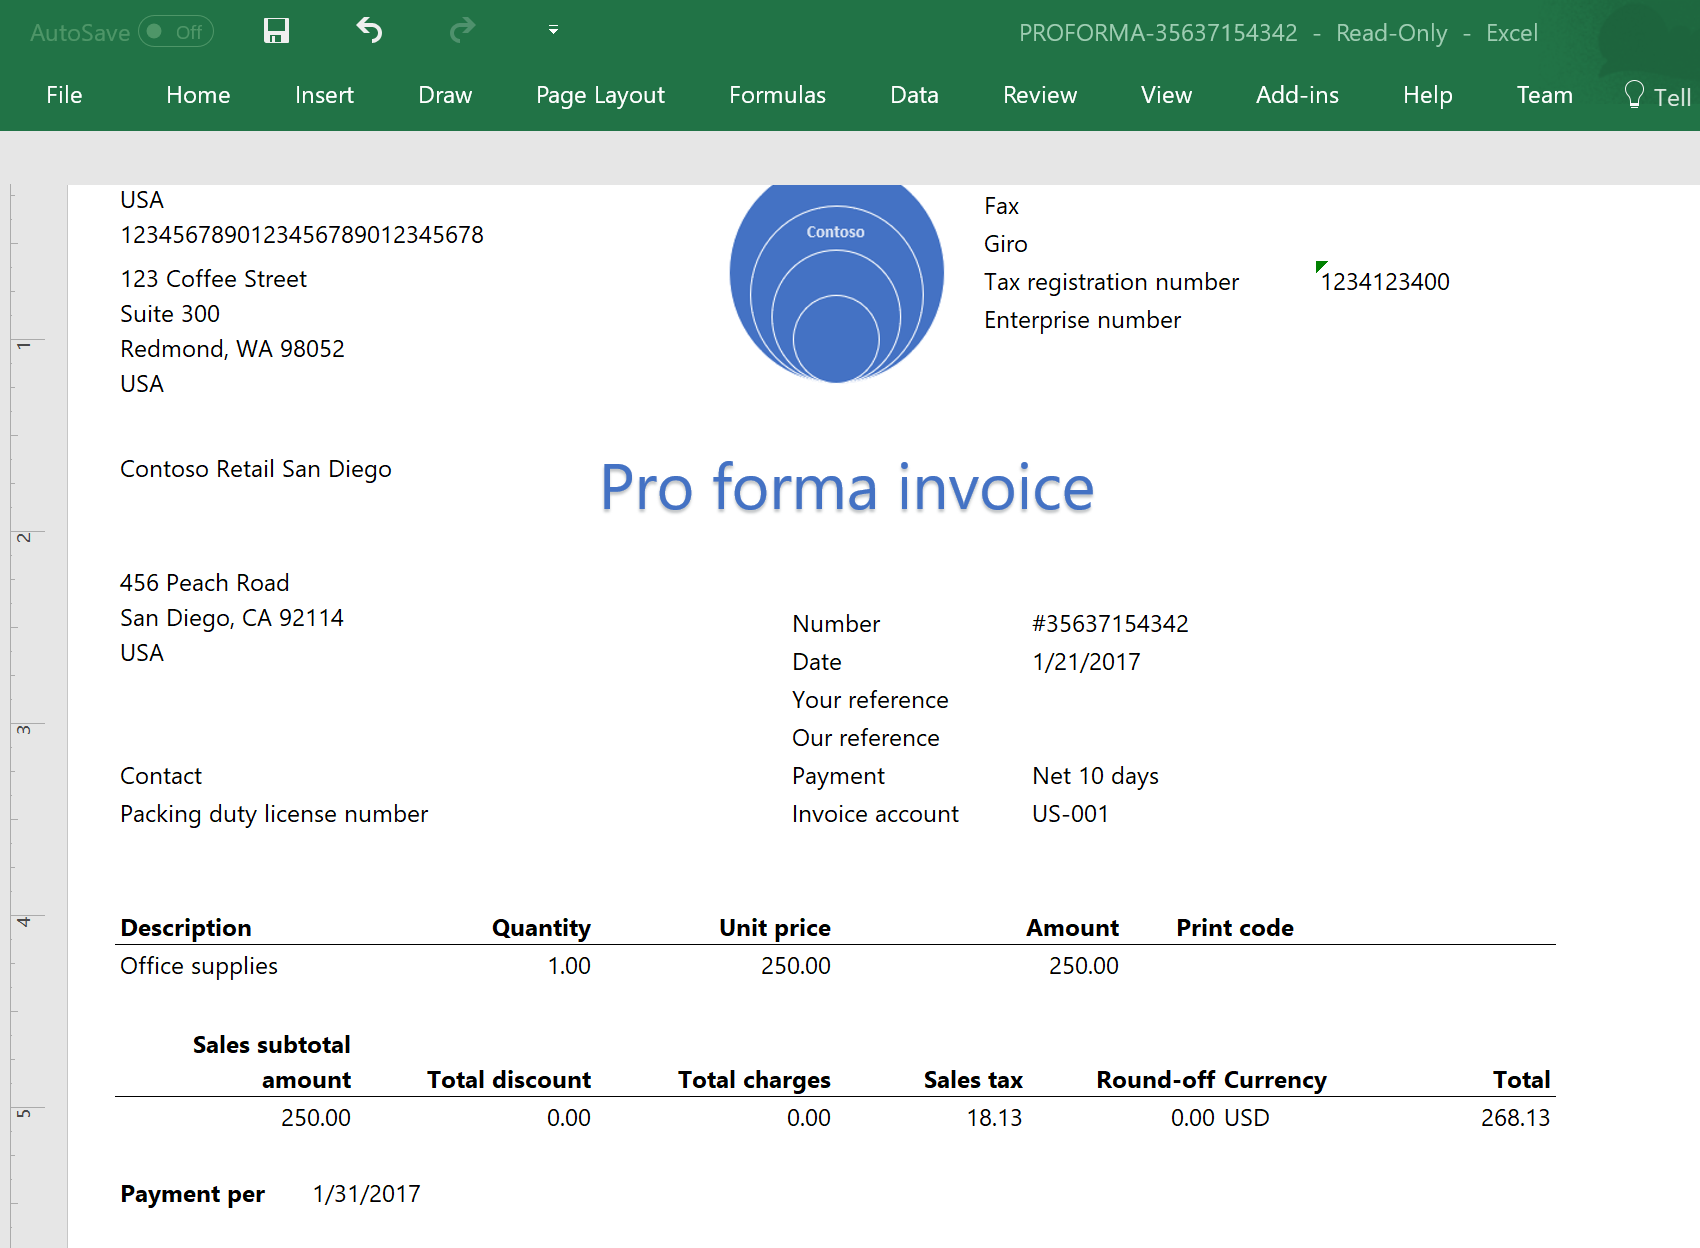 AutoSave Off PROFORMA-35637154342 - Read-Only - Excel
File Home Insert Draw Page Layout Formulas Data Review View Add-ins Help Team Tell
USA
1234567890123456789012345678
123 Coffee Street
Suite 300
Redmond, WA 98052
USA
Contoso
Fax
Giro
Tax registration number 1234123400
Enterprise number
Contoso Retail San Diego
Pro forma invoice
456 Peach Road
San Diego, CA 92114
USA
Number #35637154342
Date 1/21/2017
Your reference
Our reference
Contact Payment Net 10 days
Packing duty license number Invoice account US-001
Description Quantity Unit price Amount Print code
Office supplies 1.00 250.00 250.00
Sales subtotal
amount Total discount Total charges Sales tax Round-off Currency Total
250.00 0.00 0.00 18.13 0.00 USD 268.13
Payment per 1/31/2017
1
2
3
4
5